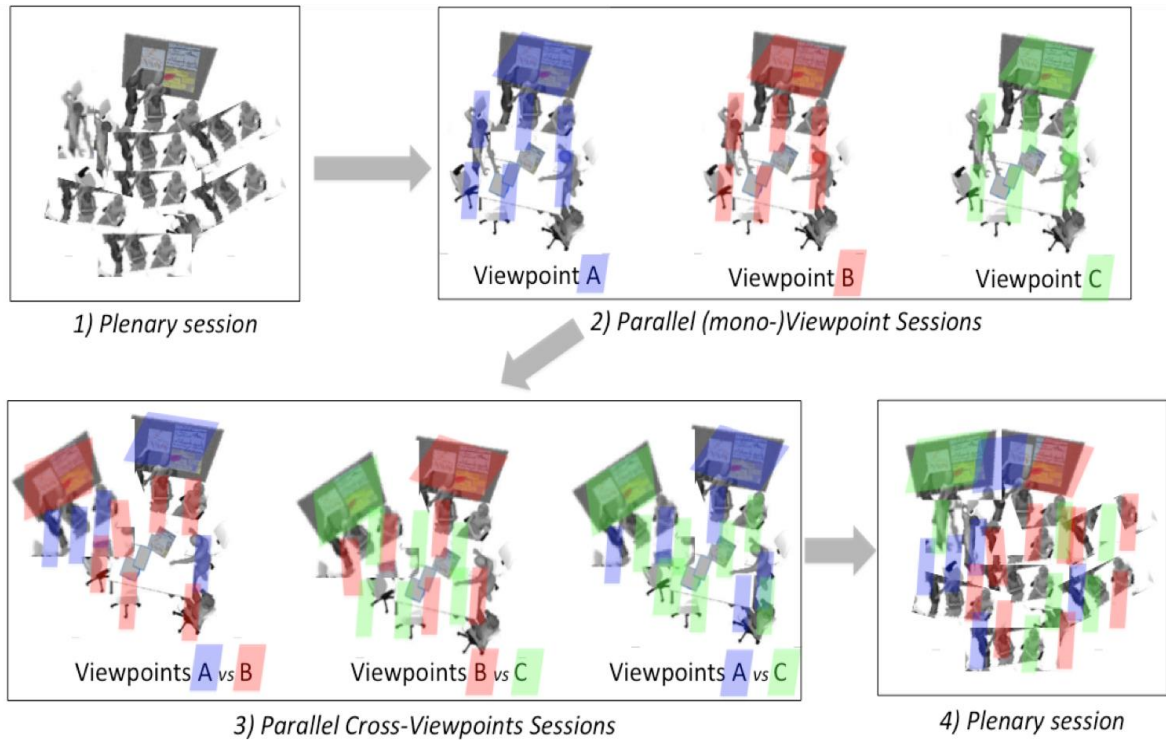 Viewpoint A
Viewpoint B
Viewpoint C
1) Plenary session
2) Parallel (mono-)Viewpoint Sessions
Viewpoints A vs B
Viewpoints B vs C
Viewpoints A vs C
3) Parallel Cross-Viewpoints Sessions
4) Plenary session